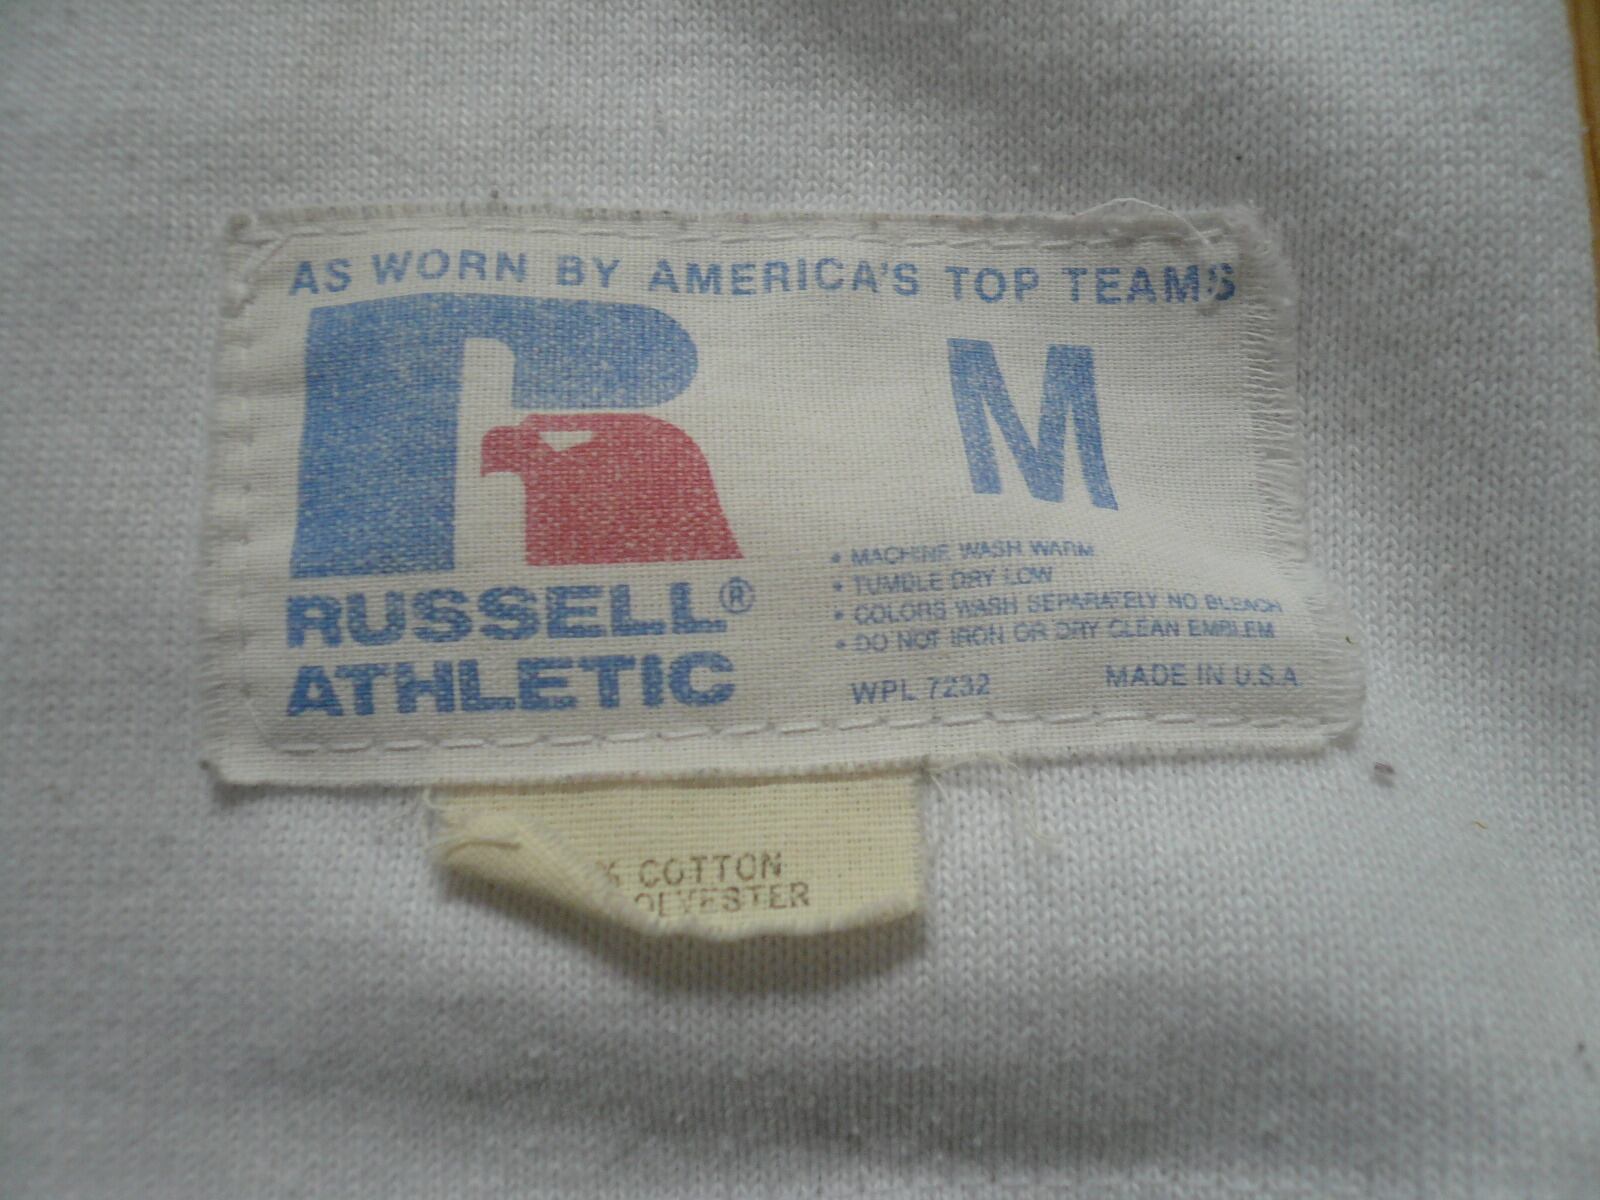 AS WORN BY AMERICA'S TOP TEAMS
R
M
RUSSELL®
ATHLETIC
• MACHINE WASH WARM
• TUMBLE DRY LOW
• COLORS WASH SEPARATELY NO BLEACH
• DO NOT IRON OR DRY CLEAN EMBLEM
WPL 7232
MADE IN U.S.A.
% COTTON
OLYESTER